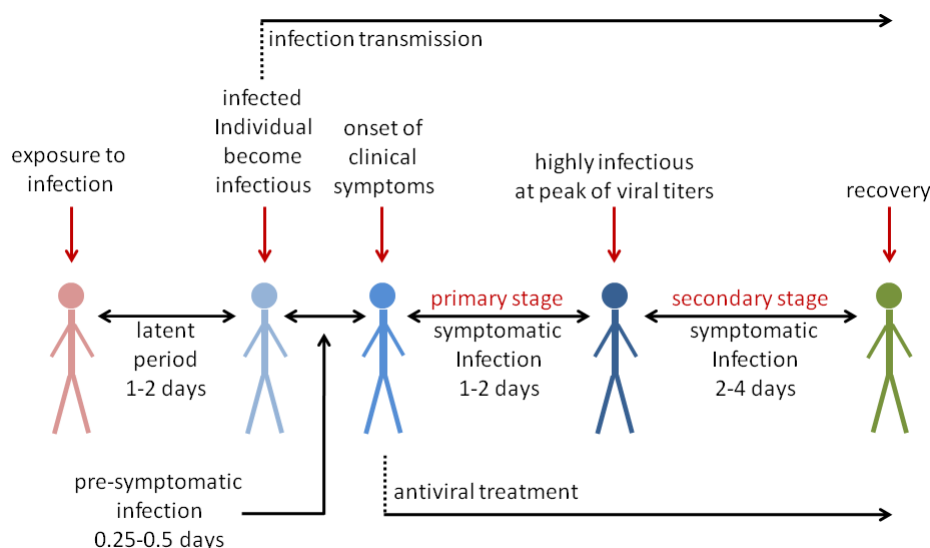 infection transmission
infected
Individual
become
infectious
onset of
clinical
symptoms
exposure to
infection
highly infectious
at peak of viral titers
recovery
latent
period
1-2 days
primary stage
symptomatic
Infection
1-2 days
secondary stage
symptomatic
Infection
2-4 days
pre-symptomatic
infection
0.25-0.5 days
antiviral treatment